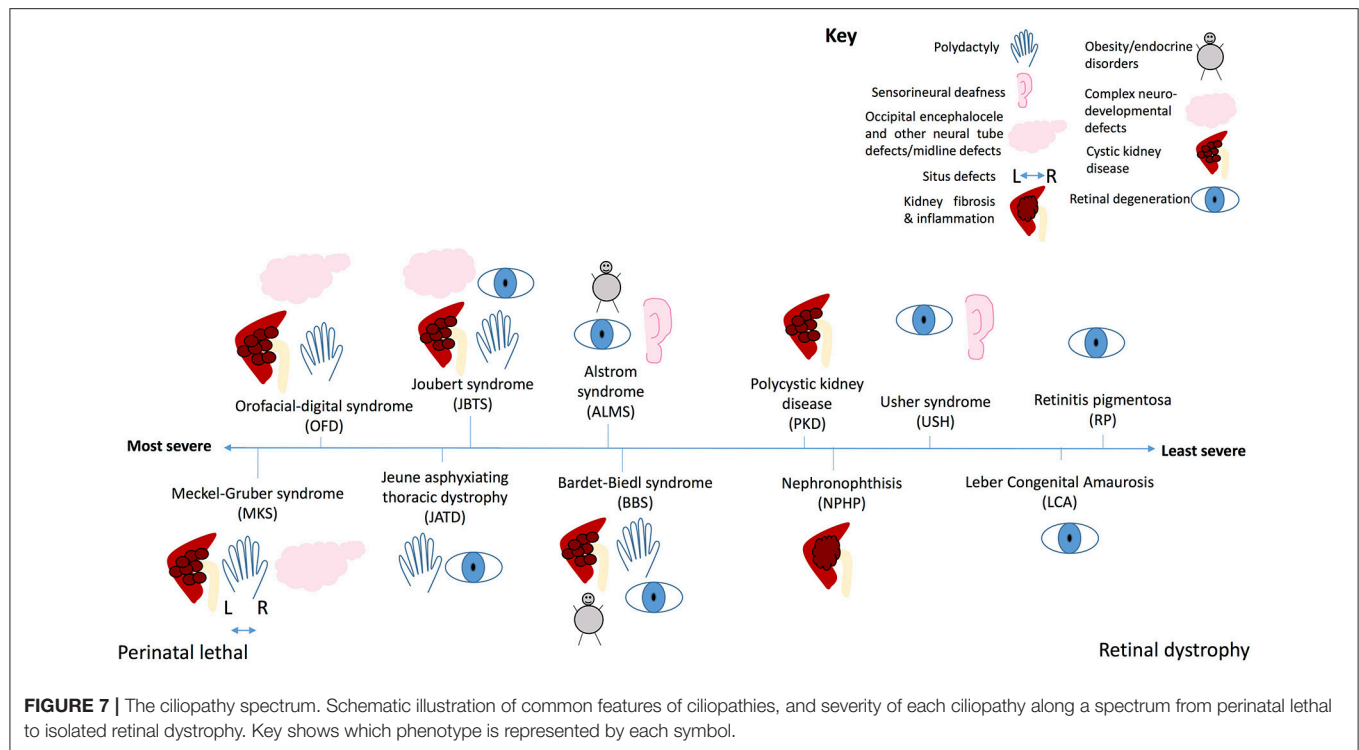 Key
Polydactyly
Sensorineural deafness
Occipital encephalocele
and other neural tube
defects/midline defects
Situs defects
L R
Kidney fibrosis
& inflammation
Obesity/endocrine
disorders
Complex neuro-
developmental
defects
Cystic kidney
disease
Retinal degeneration
Orofacial-digital syndrome
(OFD)
Joubert syndrome
(JBTS)
Alstrom
syndrome
(ALMS)
Polycystic kidney
disease
(PKD)
Usher syndrome
(USH)
Retinitis pigmentosa
(RP)
Most severe
Least severe
Meckel-Gruber syndrome
(MKS)
Jeune asphyxiating
thoracic dystrophy
(JATD)
Bardet-Biedl syndrome
(BBS)
Nephronophthisis
(NPHP)
Leber Congenital Amaurosis
(LCA)
L R
Perinatal lethal
Retinal dystrophy
FIGURE 7 | The ciliopathy spectrum. Schematic illustration of common features of ciliopathies, and severity of each ciliopathy along a spectrum from perinatal lethal
to isolated retinal dystrophy. Key shows which phenotype is represented by each symbol.